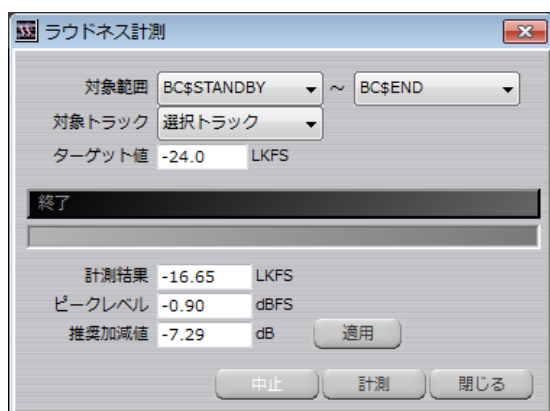 ラウドネス計測
対象範囲 BC$STANDBY ～ BC$END
対象トラック 選択トラック
ターゲット値 -24.0 LKFS
終了
計測結果 -16.65 LKFS
ピークレベル -0.90 dBFS
推奨加減値 -7.29 dB 適用
中止 計測 閉じる